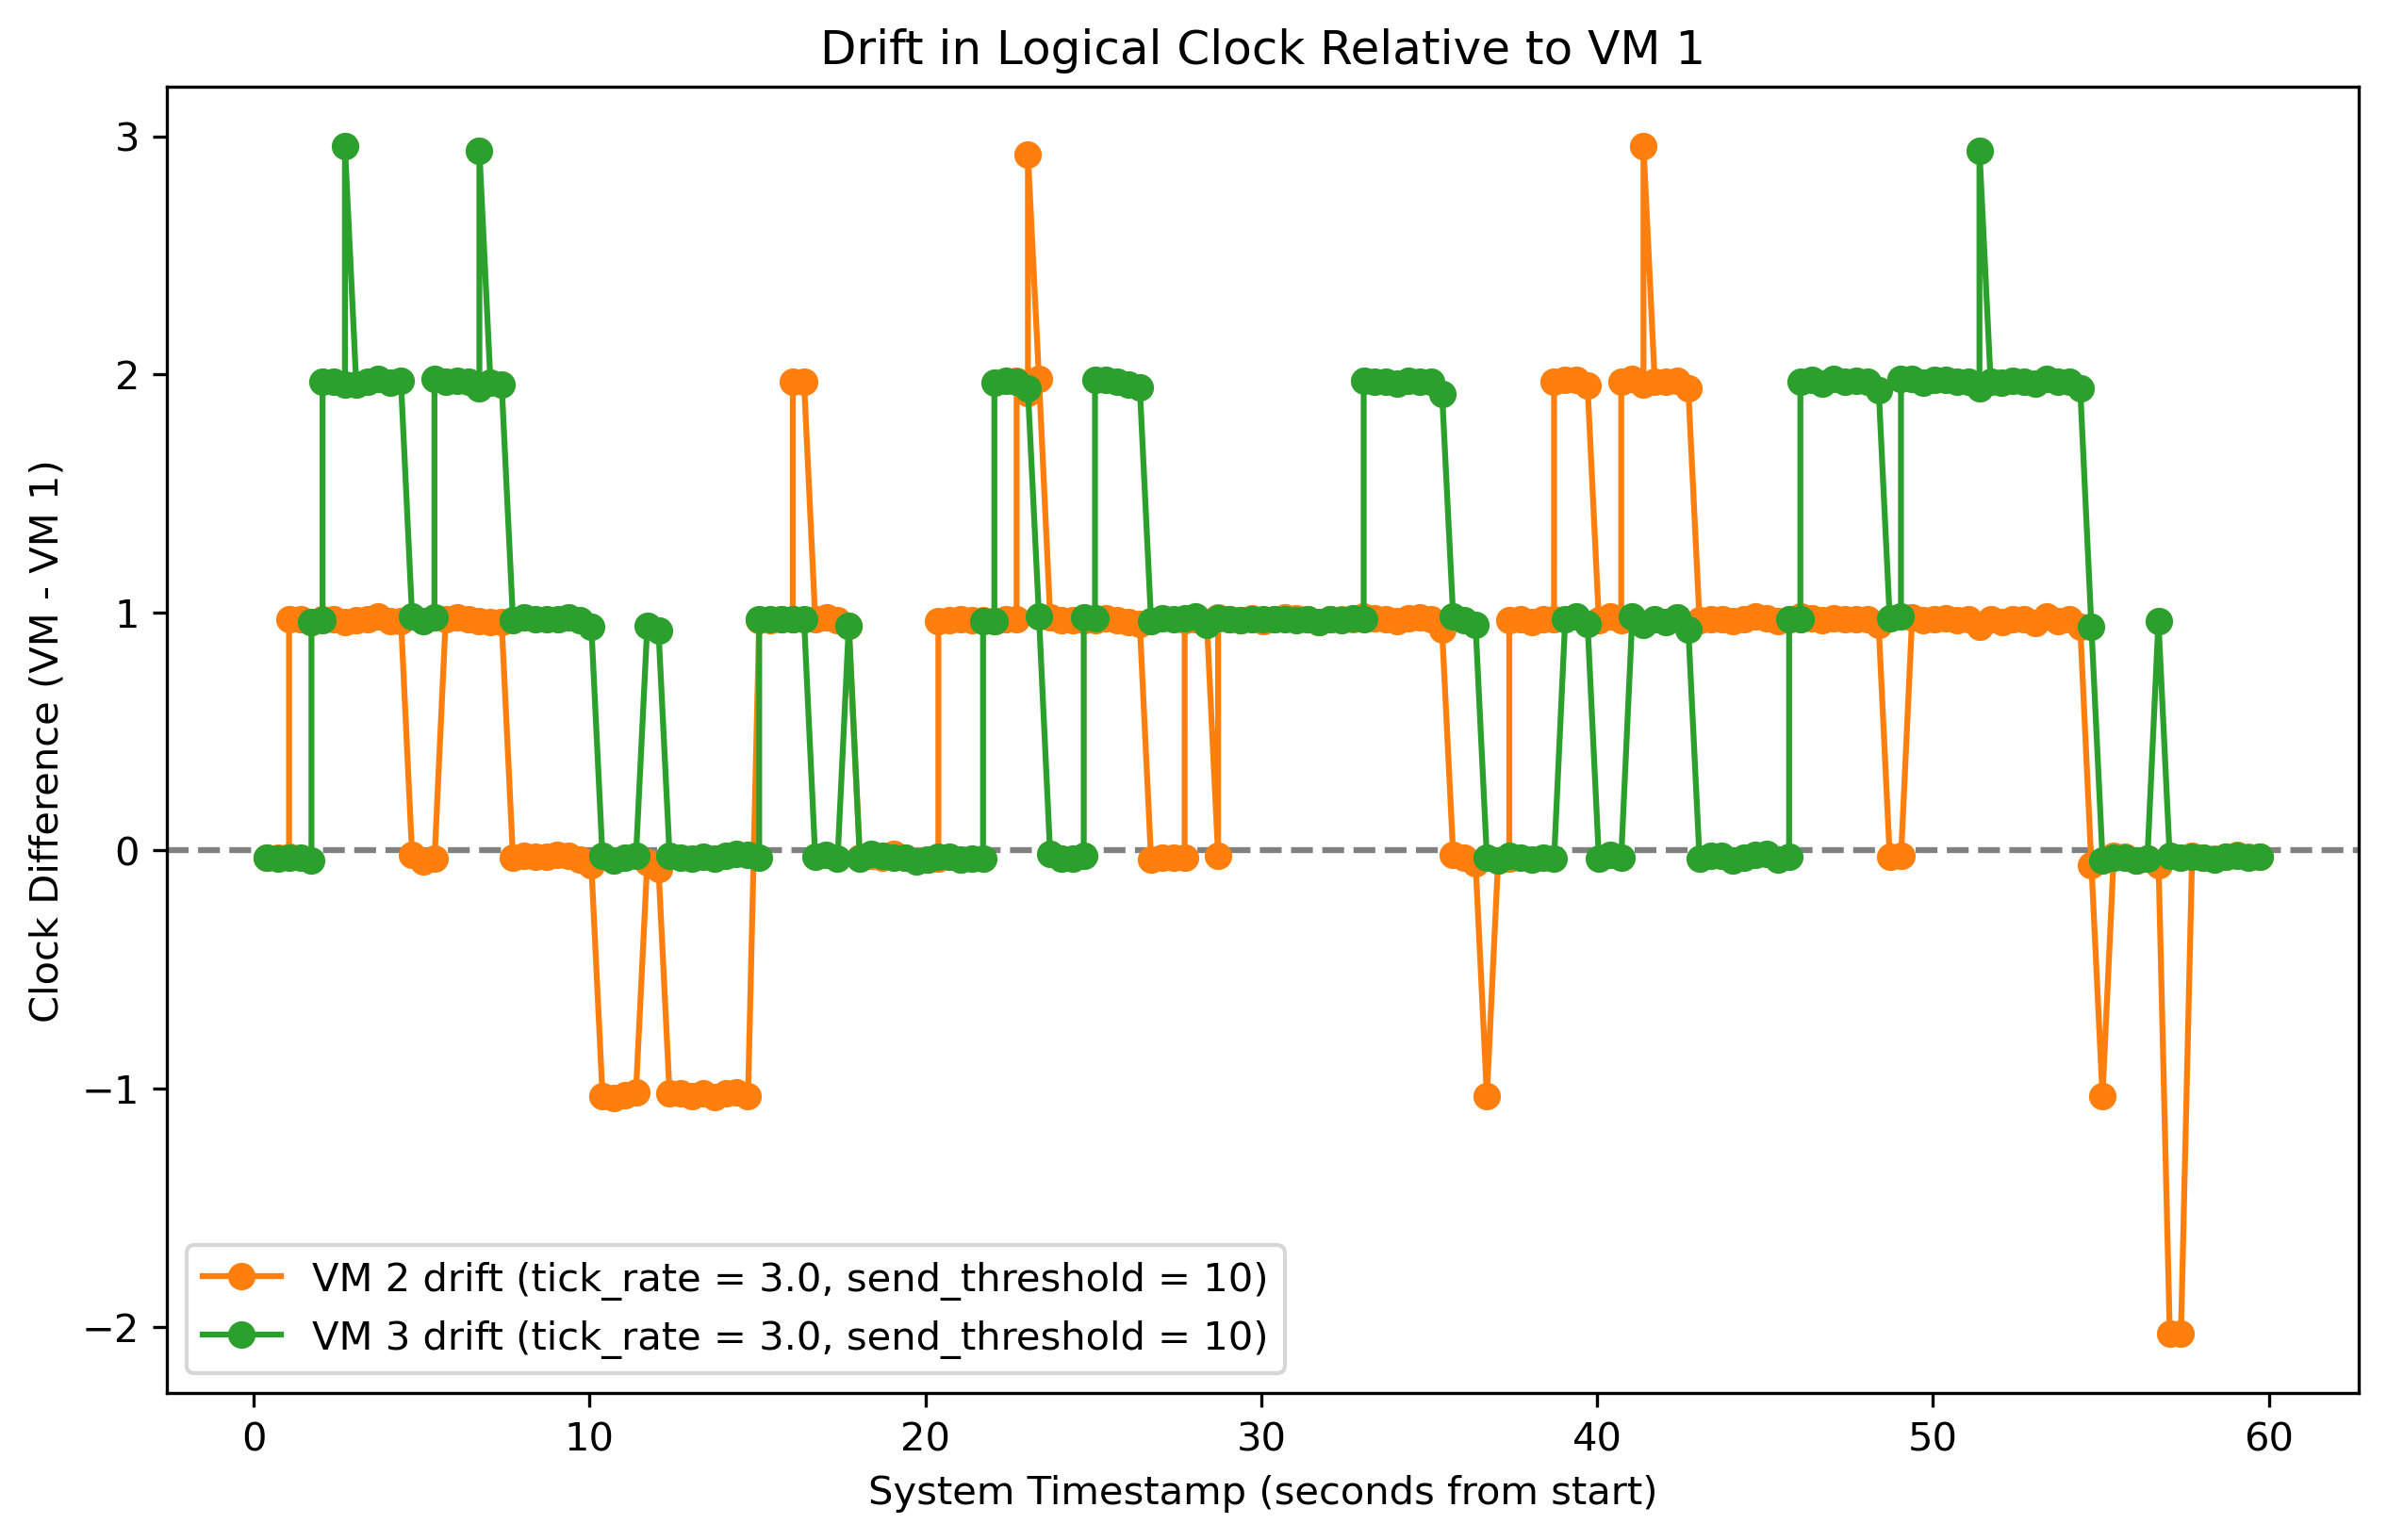 Drift in Logical Clock Relative to VM 1
Clock Difference (VM - VM 1)
3
2
1
0
−1
−2
VM 2 drift (tick_rate = 3.0, send_threshold = 10)
VM 3 drift (tick_rate = 3.0, send_threshold = 10)
0 10 20 30 40 50 60
System Timestamp (seconds from start)